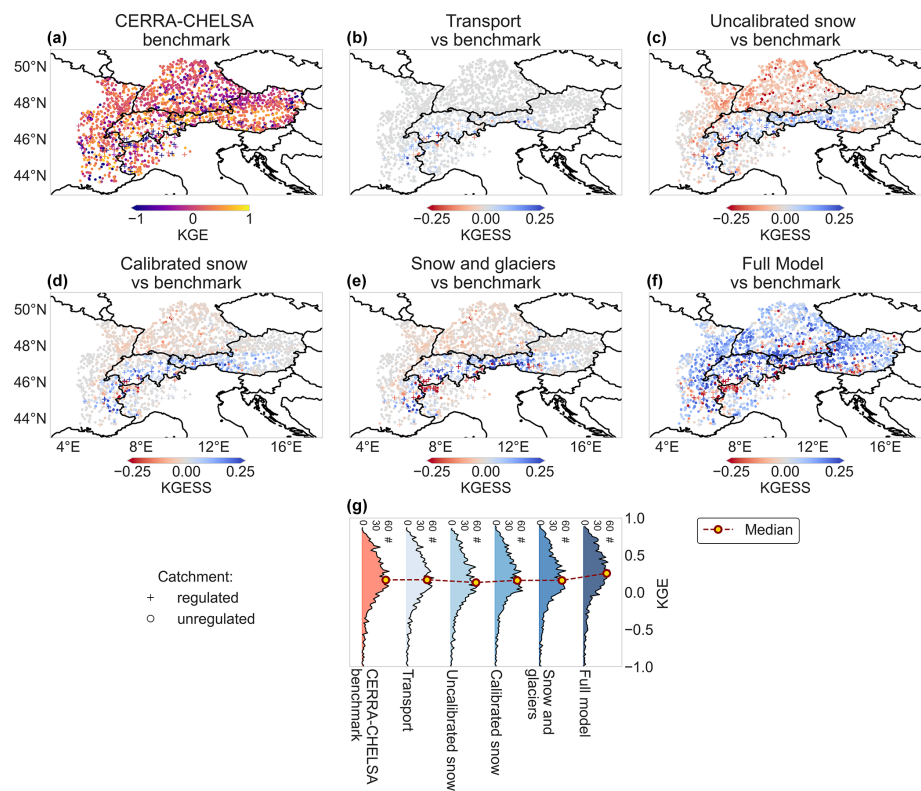 CERRA-CHELSA
benchmark
(a)
50°N
48°N
46°N
44°N
−1
0
1
KGE
Transport
vs benchmark
(b)
−0.25
0.00
0.25
KGESS
Uncalibrated snow
vs benchmark
(c)
−0.25
0.00
0.25
KGESS
Calibrated snow
vs benchmark
(d)
50°N
48°N
46°N
44°N
4°E
8°E
12°E
16°E
−0.25
0.00
0.25
KGESS
Snow and glaciers
vs benchmark
(e)
4°E
8°E
12°E
16°E
−0.25
0.00
0.25
KGESS
Full Model
vs benchmark
(f)
4°E
8°E
12°E
16°E
−0.25
0.00
0.25
KGESS
Catchment:
regulated
unregulated
(g)
0
30
60 #
0
30
60 #
0
30
60 #
0
30
60 #
0
30
60 #
0
30
60 #
1.0
0.5
0.0
−0.5
−1.0
KGE
CERRA-CHELSA
benchmark
Transport
Uncalibrated snow
Calibrated snow
Snow and
glaciers
Full model
Median